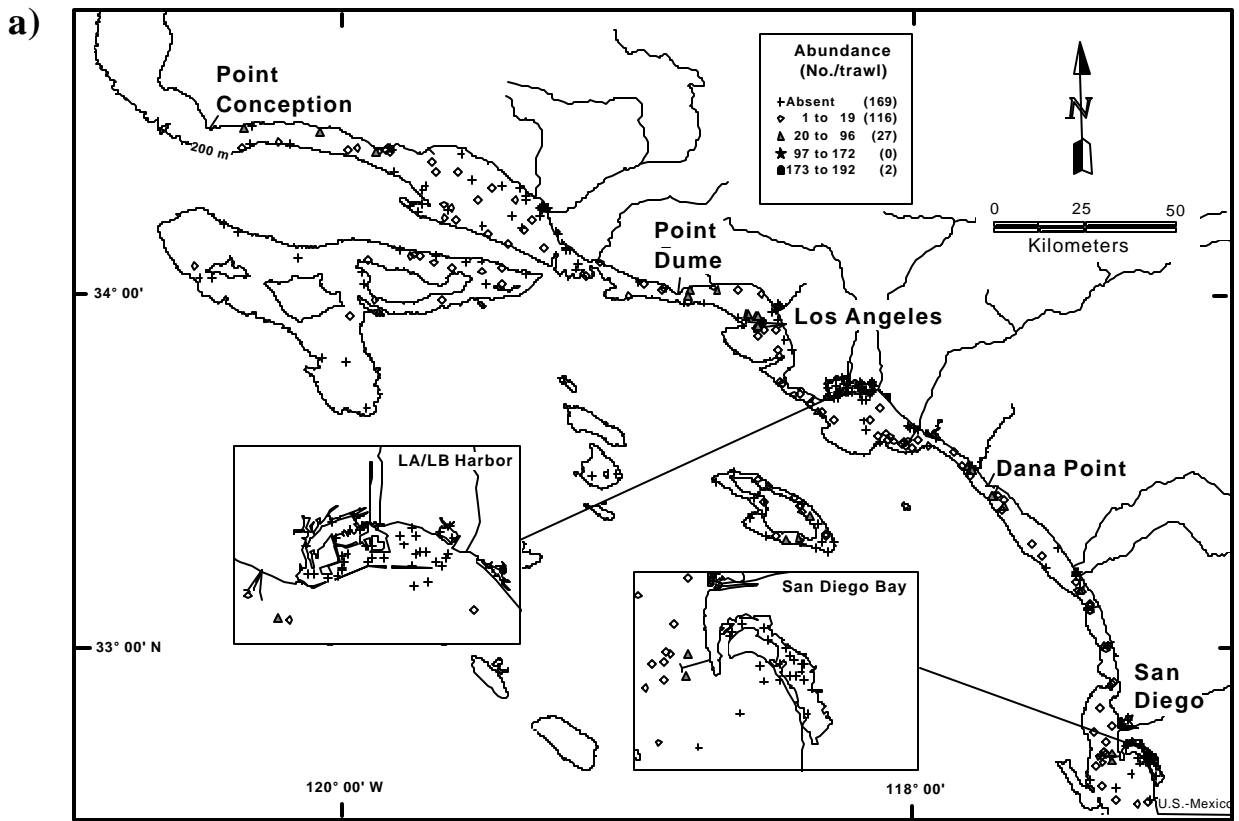 a)
Point
Conception
200 m
Abundance
(No./trawl)
+Absent (169)
1 to 19 (116)
20 to 96 (27)
97 to 172 (0)
173 to 192 (2)
N
0 25 50
Kilometers
Point
Dume
34° 00'
Los Angeles
LA/LB Harbor
Dana Point
San Diego Bay
33° 00' N
San
Diego
120° 00' W
118° 00'
U.S.-Mexico